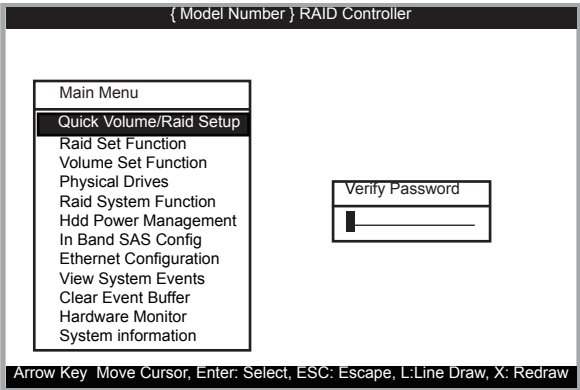 { Model Number } RAID Controller
Main Menu
Quick Volume/Raid Setup
Raid Set Function
Volume Set Function
Physical Drives
Raid System Function
Hdd Power Management
In Band SAS Config
Ethernet Configuration
View System Events
Clear Event Buffer
Hardware Monitor
System information
Verify Password
Arrow Key Move Cursor, Enter: Select, ESC: Escape, L:Line Draw, X: Redraw